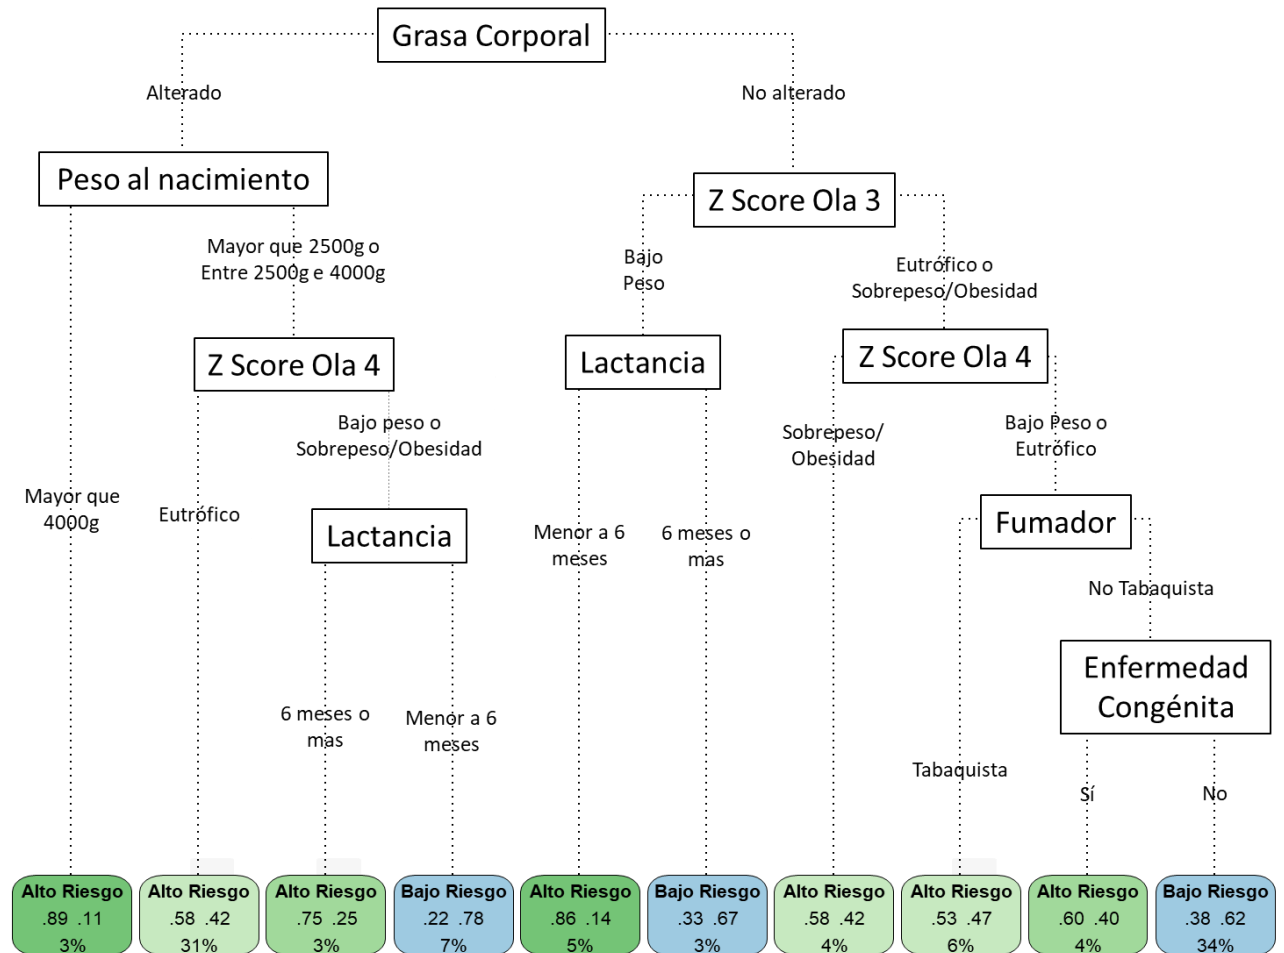 Grasa Corporal
Alterado
No alterado
Peso al nacimiento
Z Score Ola 3
Mayor que 2500g o
Entre 2500g e 4000g
Bajo
Peso
Eutrófico o
Sobrepeso/Obesidad
Z Score Ola 4
Lactancia
Z Score Ola 4
Bajo peso o
Sobrepeso/Obesidad
Sobrepeso/
Obesidad
Bajo Peso o
Eutrófico
Mayor que
4000g
Eutrófico
Lactancia
Menor a 6
meses
6 meses o
mas
Fumador
No Tabaquista
Enfermedad
Congénita
6 meses o
mas
Menor a 6
meses
Tabaquista
Sí
No
Alto Riesgo
.89 .11
3%
Alto Riesgo
.58 .42
31%
Alto Riesgo
.75 .25
3%
Bajo Riesgo
.22 .78
7%
Alto Riesgo
.86 .14
5%
Bajo Riesgo
.33 .67
3%
Alto Riesgo
.58 .42
4%
Alto Riesgo
.53 .47
6%
Alto Riesgo
.60 .40
4%
Bajo Riesgo
.38 .62
34%